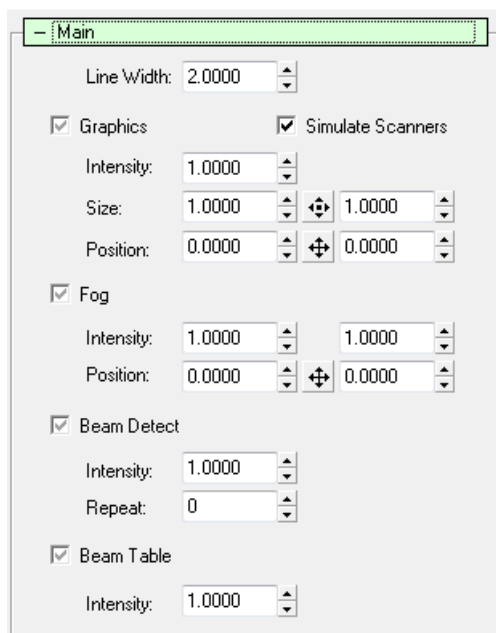 Main
Line Width: 2.0000
Graphics Simulate Scanners
Intensity: 1.0000
Size: 1.0000 1.0000
Position: 0.0000 0.0000
Fog
Intensity: 1.0000 1.0000
Position: 0.0000 0.0000
Beam Detect
Intensity: 1.0000
Repeat: 0
Beam Table
Intensity: 1.0000